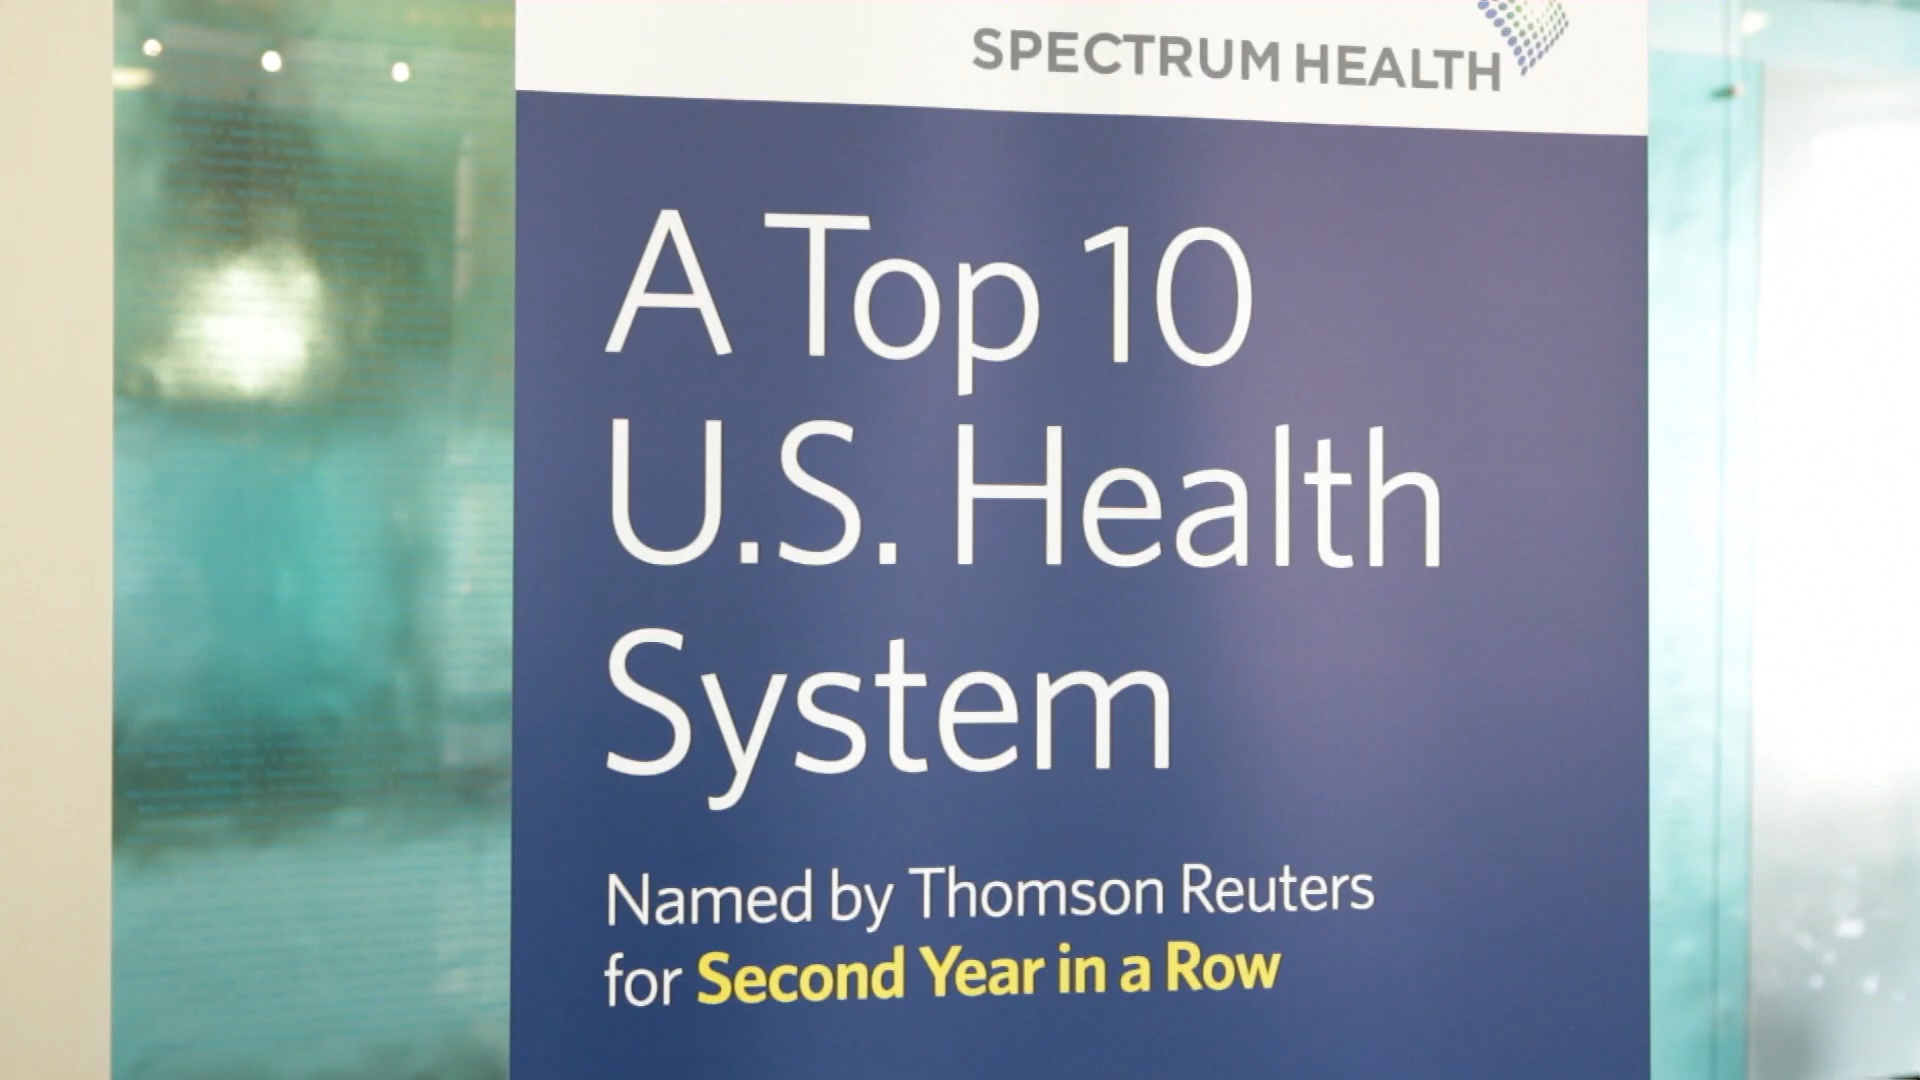 SPECTRUM HEALTH
A Top 10
U.S. Health
System
Named by Thomson Reuters
for Second Year in a Row